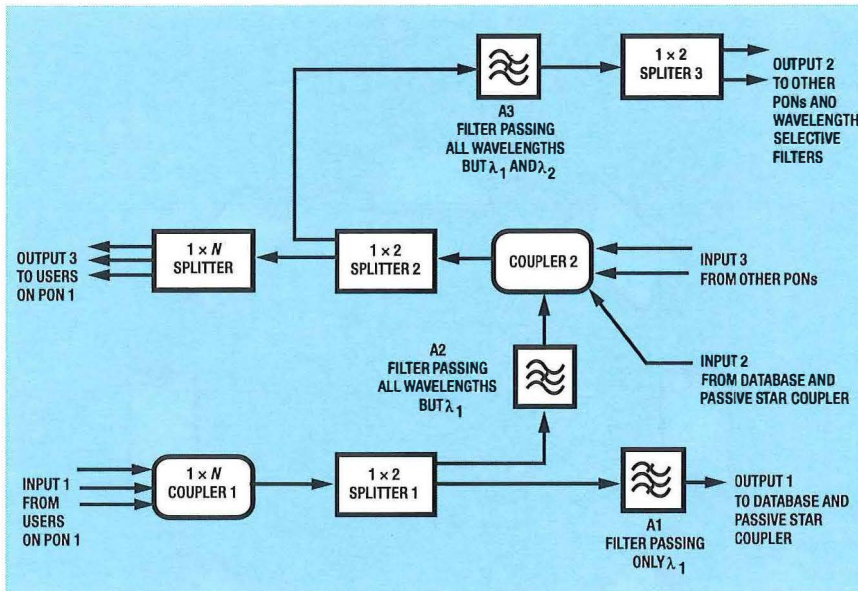 1 × 2
SPLITER 3
OUTPUT 2
TO OTHER
PONs AND
WAVELENGTH
SELECTIVE
FILTERS
A3
FILTER PASSING
ALL WAVELENGTHS
BUT λ1 AND λ2
OUTPUT 3
TO USERS
ON PON 1
1 × N
SPLITTER
1 × 2
SPLITTER 2
COUPLER 2
INPUT 3
FROM OTHER PONs
A2
FILTER PASSING
ALL WAVELENGTHS
BUT λ1
INPUT 2
FROM DATABASE AND
PASSIVE STAR COUPLER
INPUT 1
FROM
USERS
ON PON 1
1 × N
COUPLER 1
1 × 2
SPLITTER 1
A1
FILTER PASSING
ONLY λ1
OUTPUT 1
TO DATABASE AND
PASSIVE STAR
COUPLER